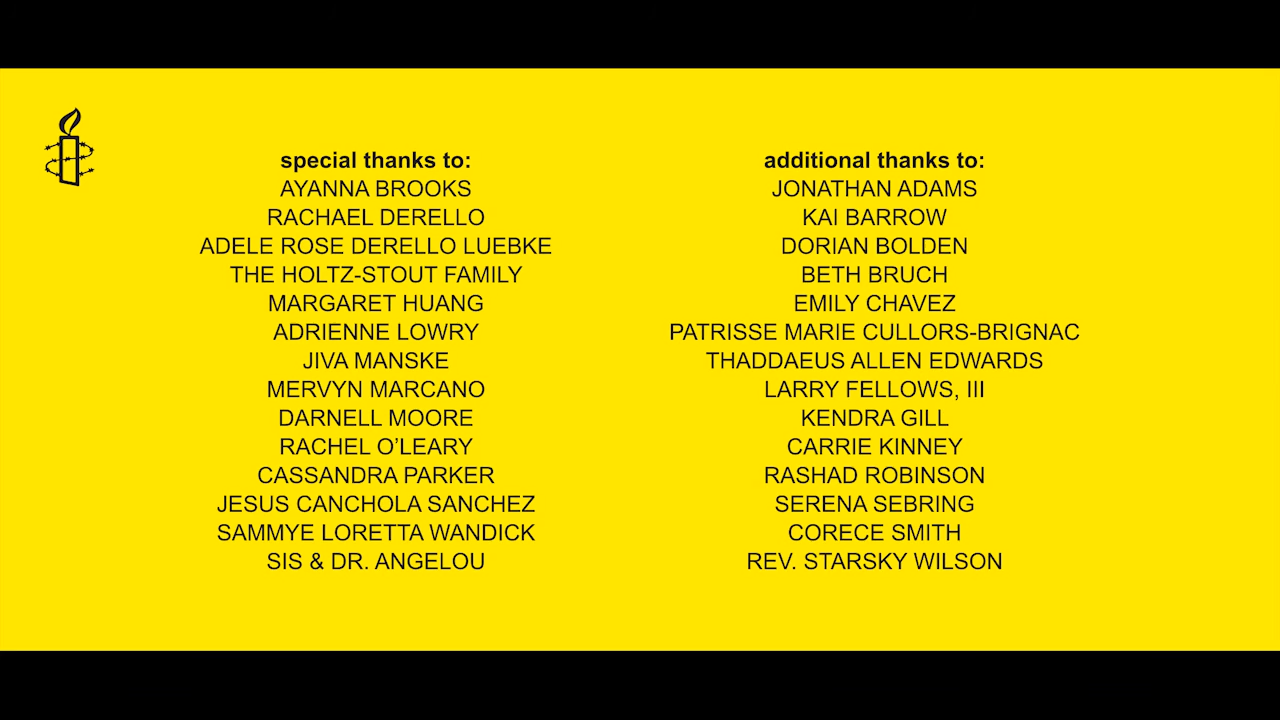 special thanks to:
AYANNA BROOKS
RACHAEL DERELLO
ADELE ROSE DERELLO LUEBKE
THE HOLTZ-STOUT FAMILY
MARGARET HUANG
ADRIENNE LOWRY
JIVA MANSKE
MERVYN MARCANO
DARNELL MOORE
RACHEL O’LEARY
CASSANDRA PARKER
JESUS CANCHOLA SANCHEZ
SAMMYE LORETTA WANDICK
SIS & DR. ANGELOU
additional thanks to:
JONATHAN ADAMS
KAI BARROW
DORIAN BOLDEN
BETH BRUCH
EMILY CHAVEZ
PATRISSE MARIE CULLORS-BRIGNAC
THADDAEUS ALLEN EDWARDS
LARRY FELLOWS, III
KENDRA GILL
CARRIE KINNEY
RASHAD ROBINSON
SERENA SEBRING
CORECE SMITH
REV. STARSKY WILSON